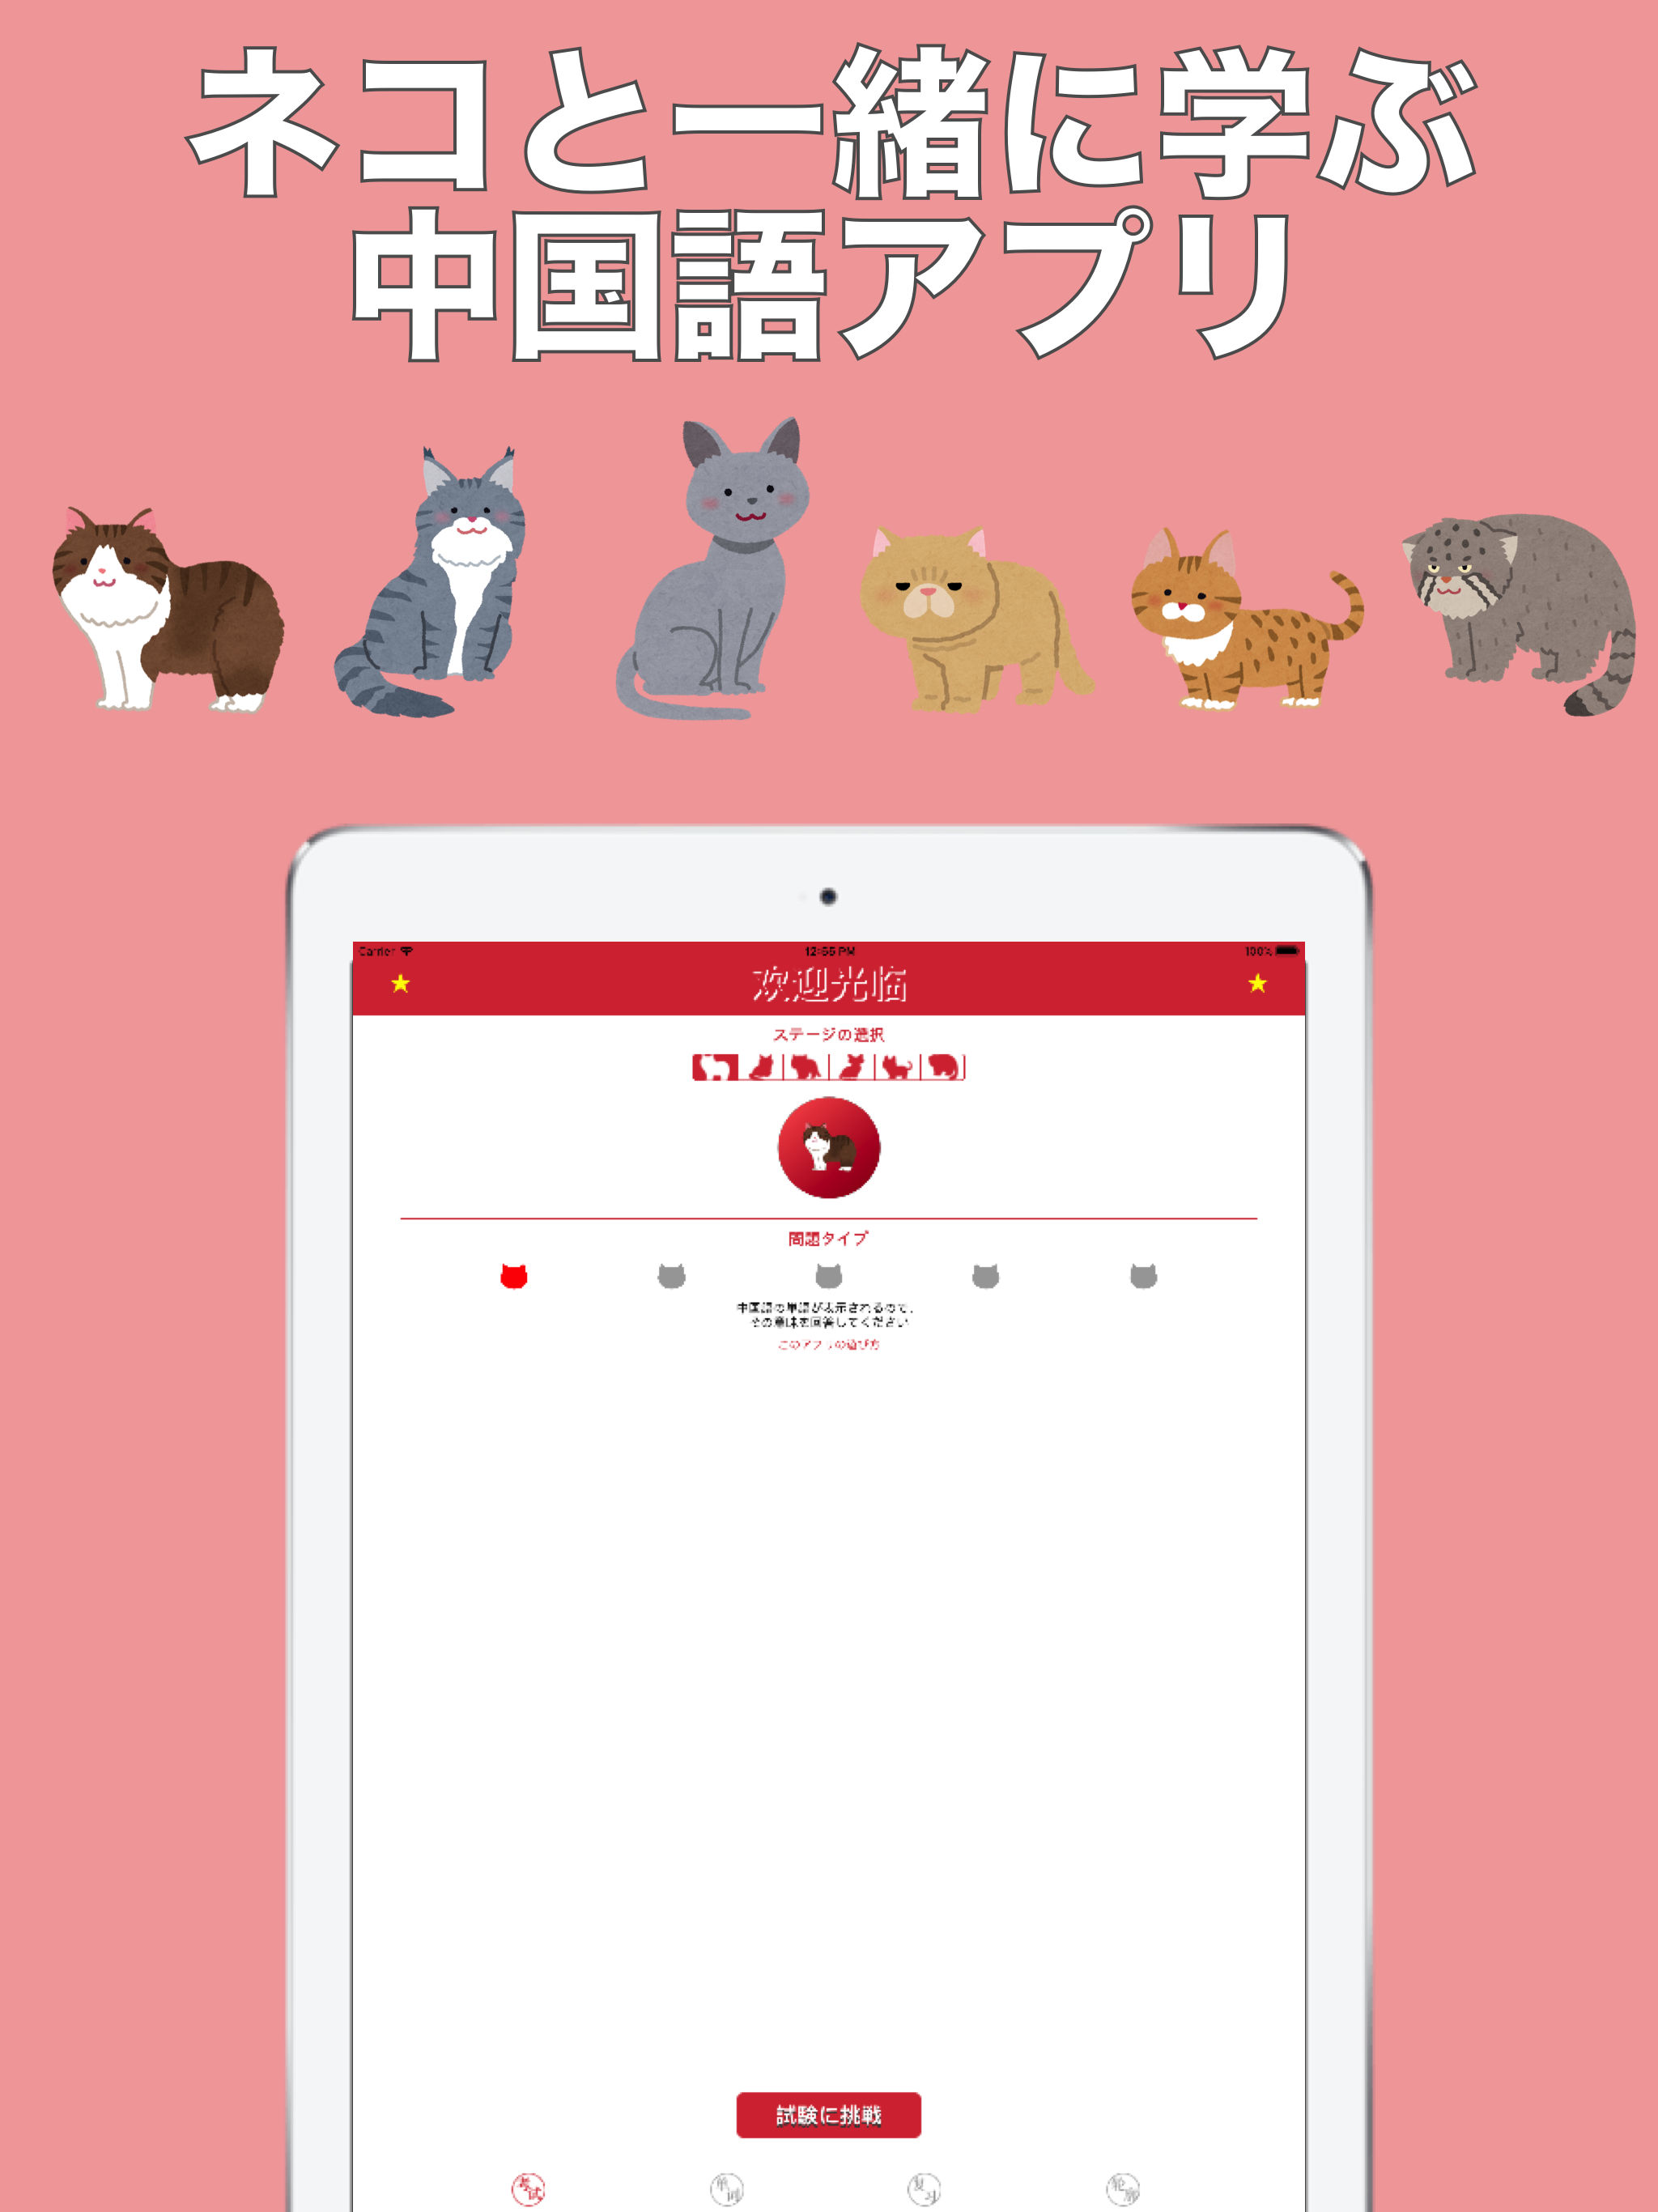 ネコと一緒に学ぶ
中国語アプリ
Carrier
12:55 PM
100%
欢迎光临
ステージの選択
問題タイプ
中国語の単語が表示されるので、
その意味を回答してください
このアプリの遊び方
試験に挑戦
考试
单词
复习
轮廓